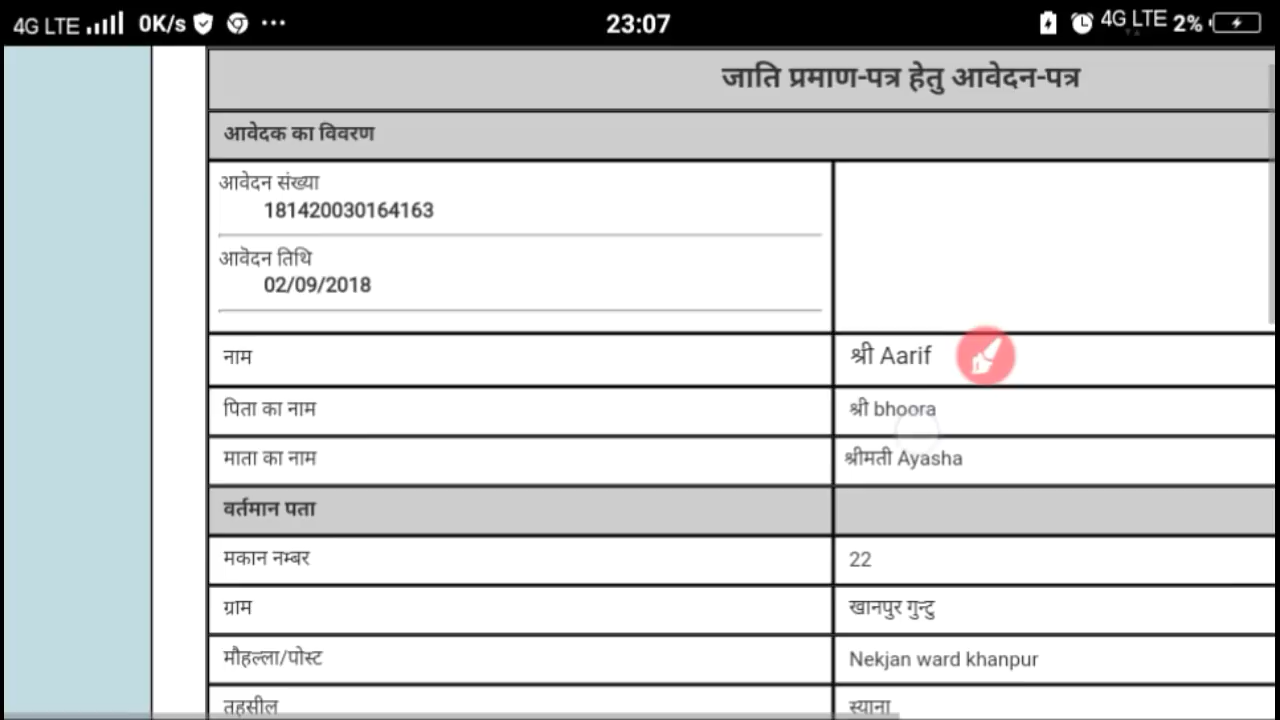 4G LTE 0K/s 23:07 4G LTE 2%
जाति प्रमाण-पत्र हेतु आवेदन-पत्र
आवेदक का विवरण
आवेदन संख्या
181420030164163
आवेदन तिथि
02/09/2018
नाम श्री Aarif
पिता का नाम श्री bhoora
माता का नाम श्रीमती Ayasha
वर्तमान पता
मकान नम्बर 22
ग्राम खानपुर गुन्टु
मौहल्ला/पोस्ट Nekjan ward khanpur
तहसील स्याना